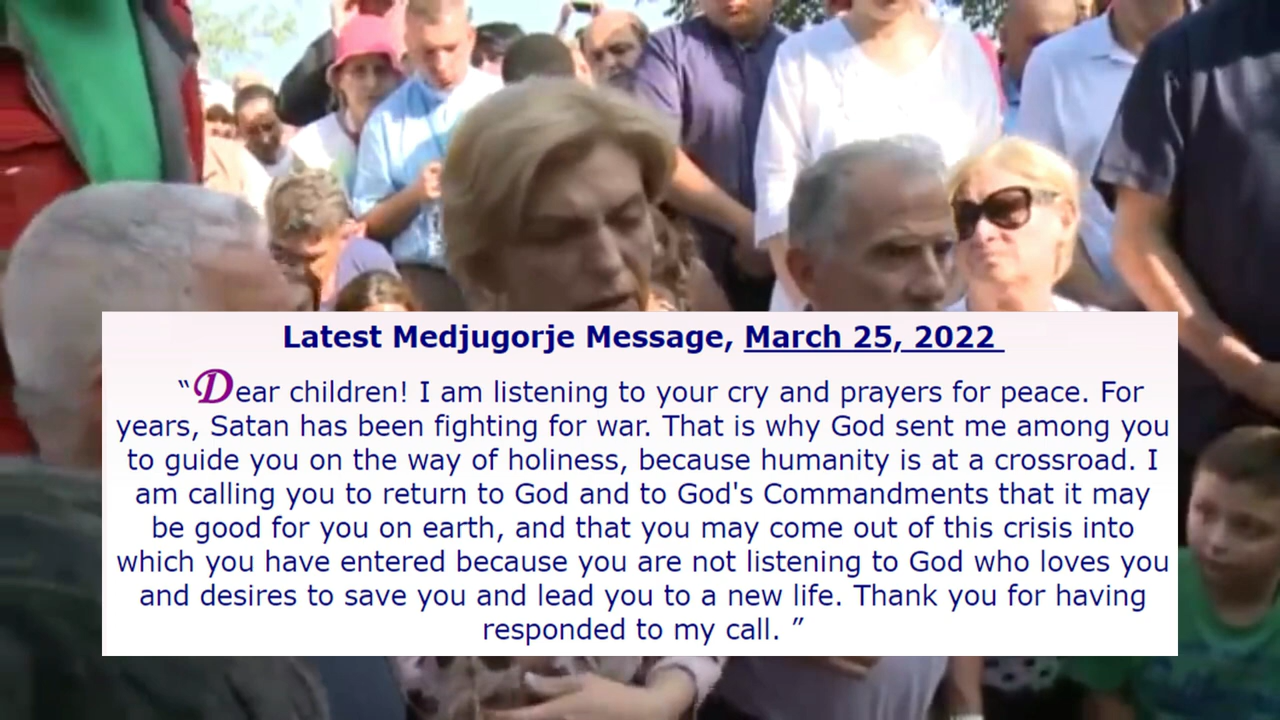 Latest Medjugorje Message, March 25, 2022
“Dear children! I am listening to your cry and prayers for peace. For
years, Satan has been fighting for war. That is why God sent me among you
to guide you on the way of holiness, because humanity is at a crossroad. I
am calling you to return to God and to God's Commandments that it may
be good for you on earth, and that you may come out of this crisis into
which you have entered because you are not listening to God who loves you
and desires to save you and lead you to a new life. Thank you for having
responded to my call. ”